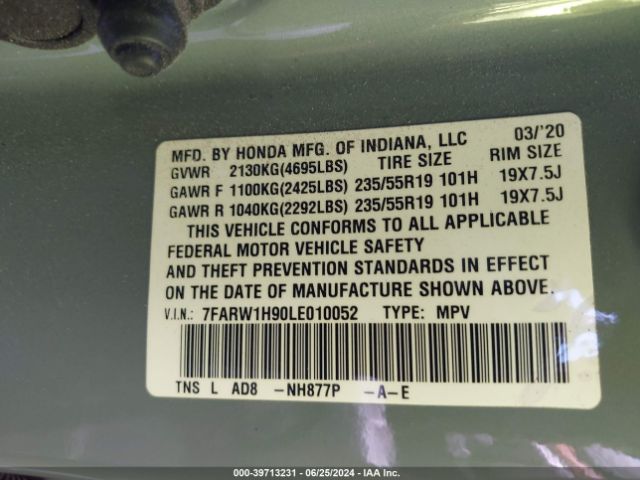 MFD. BY HONDA MFG. OF INDIANA, LLC 03/'20
GVWR 2130KG(4695LBS) TIRE SIZE RIM SIZE
GAWR F 1100KG(2425LBS) 235/55R19 101H 19X7.5J
GAWR R 1040KG(2292LBS) 235/55R19 101H 19X7.5J
THIS VEHICLE CONFORMS TO ALL APPLICABLE
FEDERAL MOTOR VEHICLE SAFETY
AND THEFT PREVENTION STANDARDS IN EFFECT
ON THE DATE OF MANUFACTURE SHOWN ABOVE.
V.I.N.: 7FARW1H90LE010052 TYPE: MPV
TNS L AD8 -NH877P -A-E
000-39713231 - 06/25/2024 - IAA Inc.